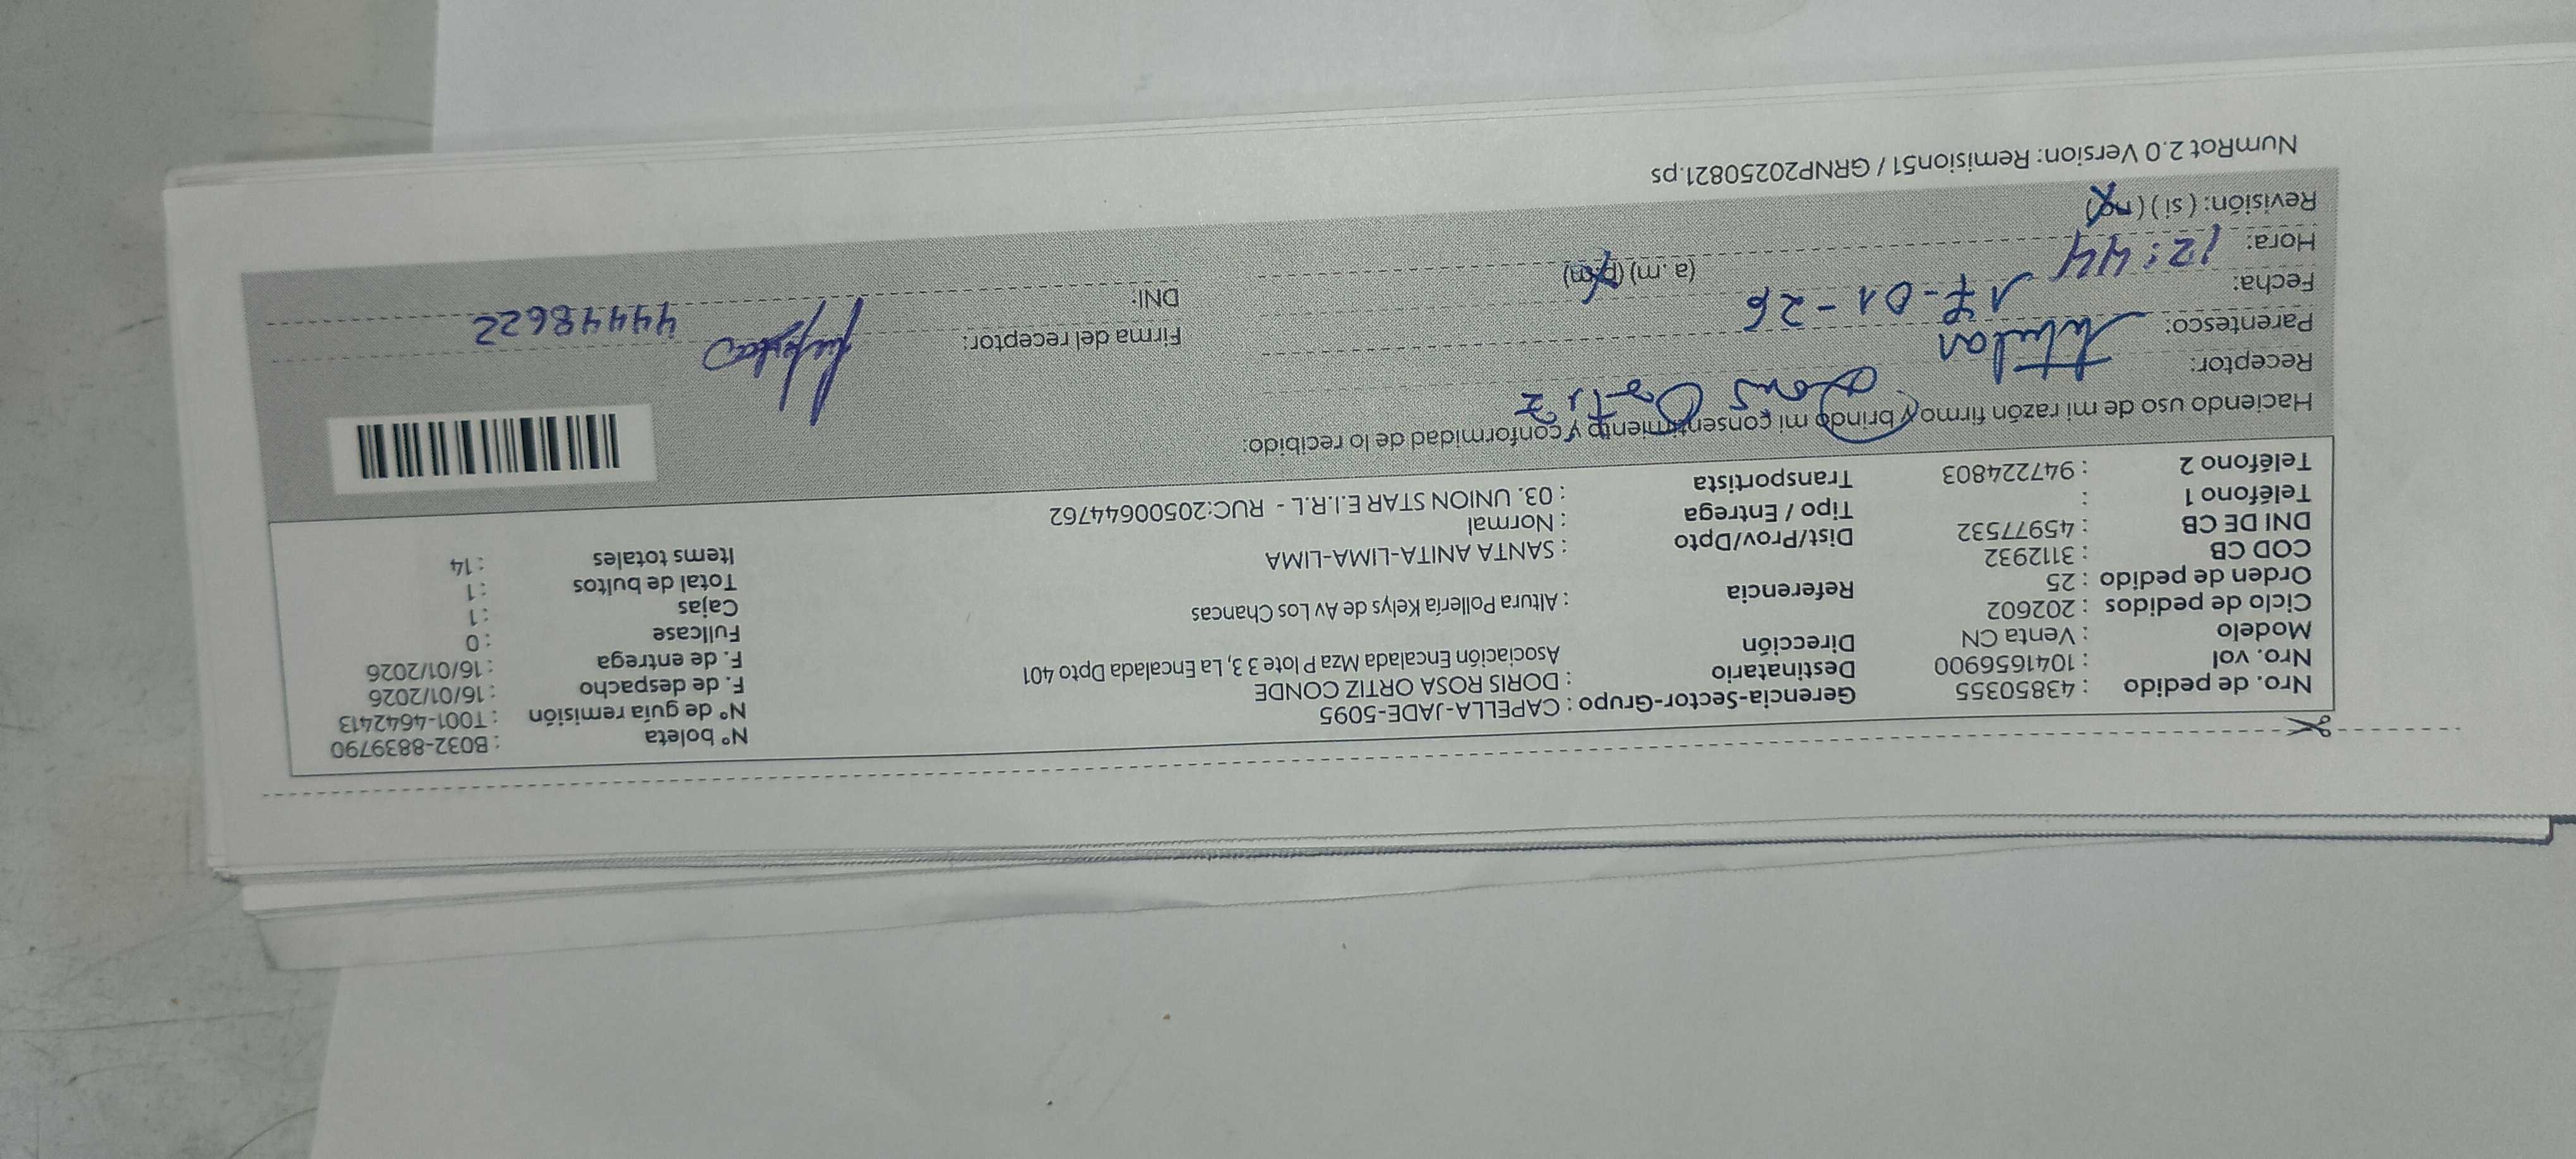 Nro. de pedido : 43850355
Nro. vol : 1041656900
Modelo : Venta CN
Ciclo de pedidos : 202602
Orden de pedido : 25
COD CB : 3112932
DNI DE CB : 45977532
Teléfono 1 :
Teléfono 2 : 947224803
Gerencia-Sector-Grupo : CAPELLA-JADE-5095
Destinatario : DORIS ROSA ORTIZ CONDE
Dirección Asociación Encalada Mza P lote 3 3, La Encalada Dpto 401
Referencia : Altura Pollería Kelys de Av Los Chancas
Dist/Prov/Dpto : SANTA ANITA-LIMA-LIMA
Tipo / Entrega : Normal
Transportista : 03. UNION STAR E.I.R.L - RUC:20500644762
N° boleta : B032-8839790
N° de guía remisión : T001-4642413
F. de despacho : 16/01/2026
F. de entrega : 16/01/2026
Fullcase : 0
Cajas : 1
Total de bultos : 1
Items totales : 14
Haciendo uso de mi razón firmo y brindo mi consentimiento y conformidad de lo recibido:
Receptor: Doris Ortiz
Parentesco: titular
Fecha: 17-01-26
Hora: 12:44 (a. m) (p. m)
Revisión: ( si ) ( no )
Firma del receptor:
DNI: 44448622
NumRot 2.0 Version: Remision51 / GRNP20250821.ps